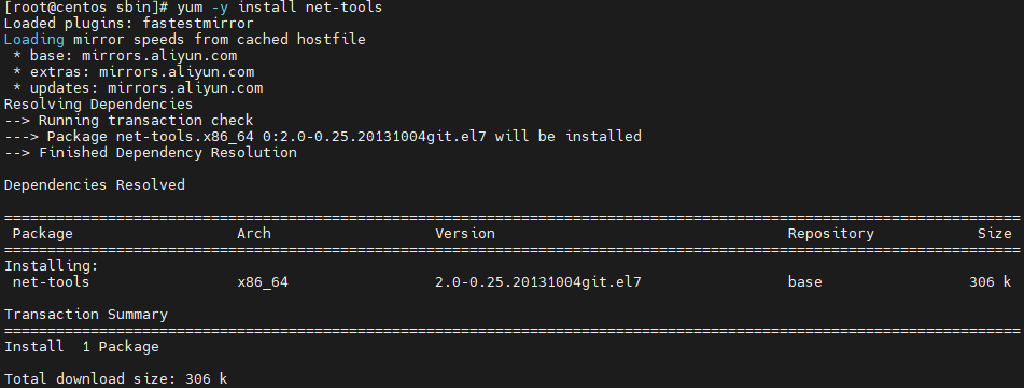 [root@centos sbin]# yum -y install net-tools
Loaded plugins: fastestmirror
Loading mirror speeds from cached hostfile
 * base: mirrors.aliyun.com
 * extras: mirrors.aliyun.com
 * updates: mirrors.aliyun.com
Resolving Dependencies
--> Running transaction check
---> Package net-tools.x86_64 0:2.0-0.25.20131004git.el7 will be installed
--> Finished Dependency Resolution

Dependencies Resolved

================================================================================
 Package Arch Version Repository Size
================================================================================
Installing:
 net-tools x86_64 2.0-0.25.20131004git.el7 base 306 k

Transaction Summary
================================================================================
Install  1 Package

Total download size: 306 k